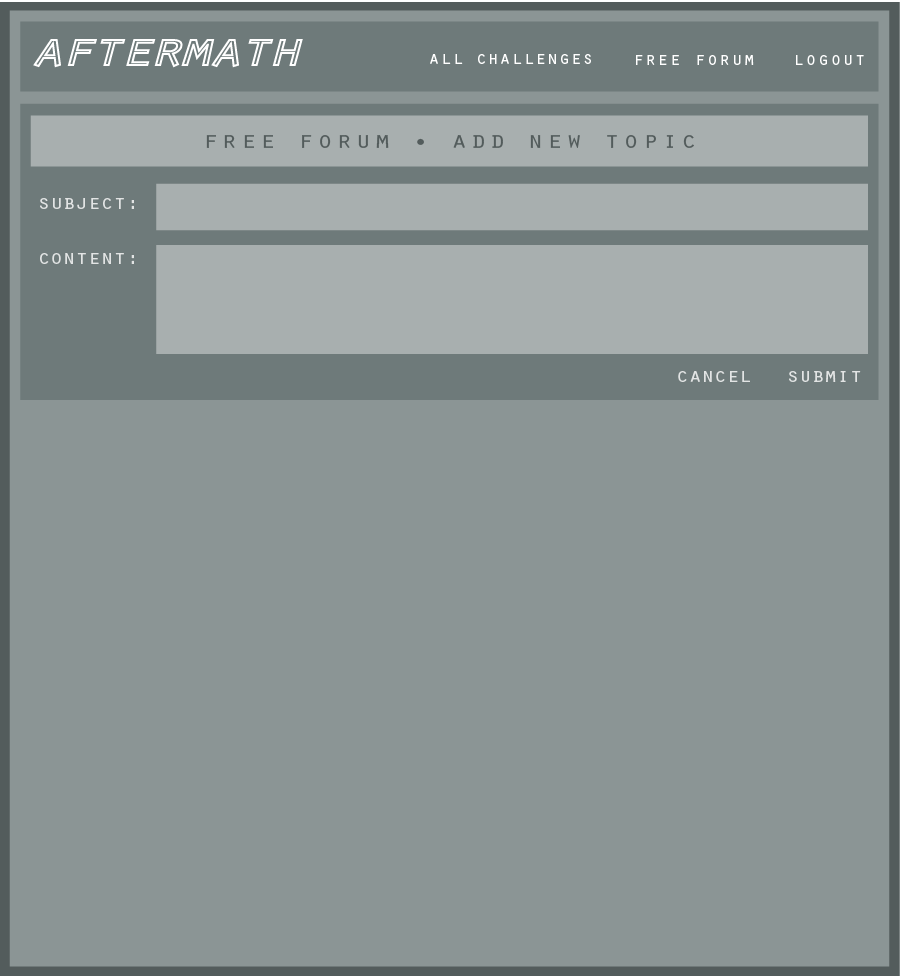 AFTERMATH
ALL CHALLENGES FREE FORUM LOGOUT
FREE FORUM • ADD NEW TOPIC
SUBJECT:
CONTENT:
CANCEL SUBMIT